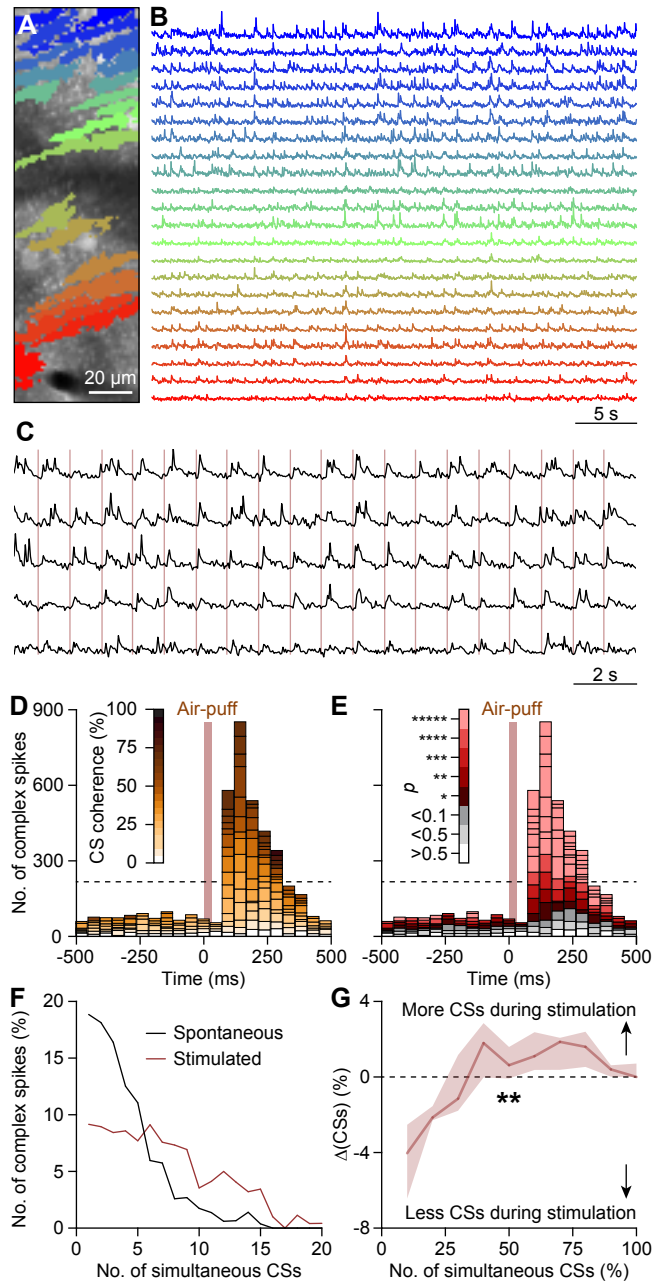 A
B
20 µm
5 s
C
2 s
D
E
900
600
300
0
No. of complex spikes
CS coherence (%)
100
75
50
25
0
Air-puff
-500
-250
0
250
500
Time (ms)
Air-puff
p
*****
****
***
**
*
<0.1
<0.5
>0.5
-500
-250
0
250
500
Time (ms)
F
20
15
10
5
0
No. of complex spikes (%)
Spontaneous
Stimulated
0
5
10
15
20
No. of simultaneous CSs
G
4
0
-4
-8
Δ(CSs) (%)
More CSs during stimulation
**
Less CSs during stimulation
0
25
50
75
100
No. of simultaneous CSs (%)